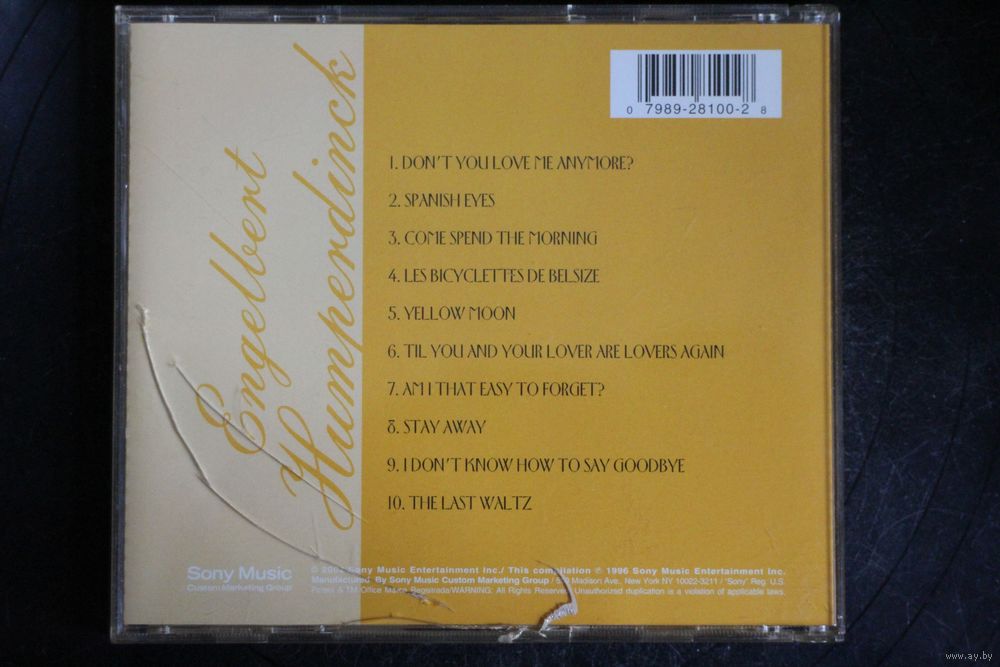 Engelbert
Humperdinck
0 7989-28100-2 8
1. DON'T YOU LOVE ME ANYMORE?
2. SPANISH EYES
3. COME SPEND THE MORNING
4. LES BICYCLETTES DE BELSIZE
5. YELLOW MOON
6. TIL YOU AND YOUR LOVER ARE LOVERS AGAIN
7. AM I THAT EASY TO FORGET?
8. STAY AWAY
9. I DON'T KNOW HOW TO SAY GOODBYE
10. THE LAST WALTZ
Sony Music
Custom Marketing Group
© Sony Music Entertainment Inc./ This compilation ℗ 1996 Sony Music Entertainment Inc.
Manufactured By Sony Music Custom Marketing Group / Madison Ave., New York NY 10022-3211 / "Sony" Reg. U.S.
& TM Office Marca Registrada/WARNING: All Rights Reserved. Unauthorized duplication is a violation of applicable laws.
www.ay.by